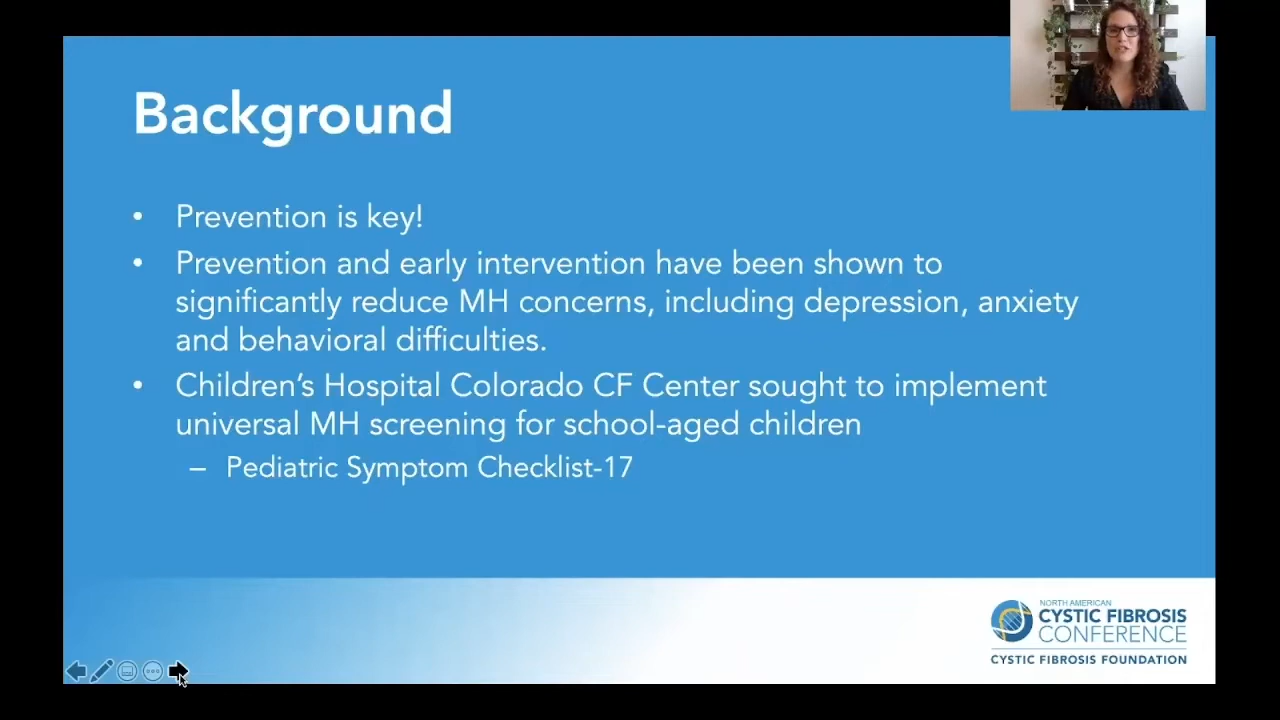 Background
• Prevention is key!
• Prevention and early intervention have been shown to
significantly reduce MH concerns, including depression, anxiety
and behavioral difficulties.
• Children's Hospital Colorado CF Center sought to implement
universal MH screening for school-aged children
– Pediatric Symptom Checklist-17
NORTH AMERICAN
CYSTIC FIBROSIS
CONFERENCE
CYSTIC FIBROSIS FOUNDATION